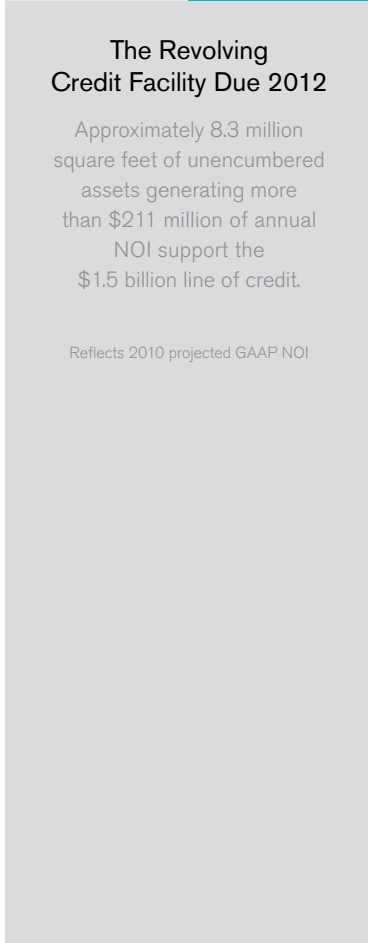 The Revolving
Credit Facility Due 2012
Approximately 8.3 million
square feet of unencumbered
assets generating more
than $211 million of annual
NOI support the
$1.5 billion line of credit.
Reflects 2010 projected GAAP NOI